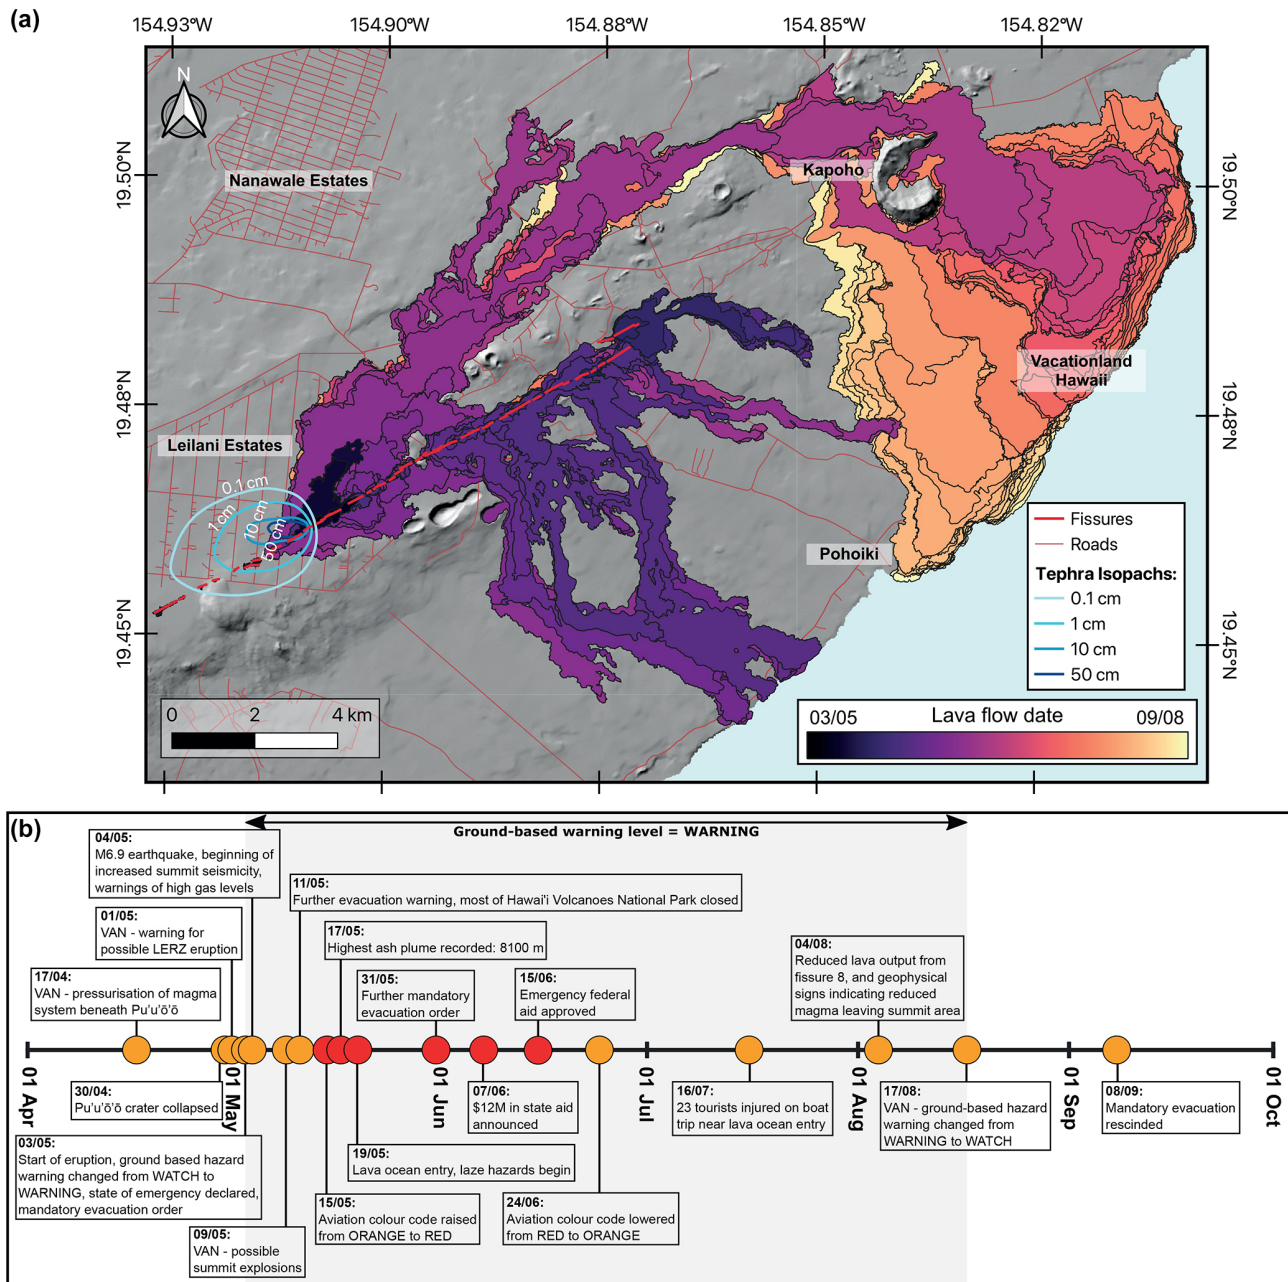 (a)
154.93°W
154.90°W
154.88°W
154.85°W
154.82°W
N
19.50°N
19.48°N
19.45°N
19.50°N
19.48°N
19.45°N
Nanawale Estates
Kapoho
Vacationland
Hawaii
Leilani Estates
0.1 cm
1 cm
10 cm
50 cm
Pohoiki
Fissures
Roads
Tephra Isopachs:
0.1 cm
1 cm
10 cm
50 cm
0 2 4 km
03/05 Lava flow date 09/08
(b)
Ground-based warning level = WARNING
04/05:
M6.9 earthquake, beginning of
increased summit seismicity,
warnings of high gas levels
11/05:
Further evacuation warning, most of Hawai'i Volcanoes National Park closed
01/05:
VAN - warning for
possible LERZ eruption
17/05:
Highest ash plume recorded: 8100 m
04/08:
Reduced lava output from
fissure 8, and geophysical
signs indicating reduced
magma leaving summit area
17/04:
VAN - pressurisation of magma
system beneath Pu'u'ō'ō
31/05:
Further mandatory
evacuation order
15/06:
Emergency federal
aid approved
01 Apr
01 May
01 Jun
01 Jul
01 Aug
01 Sep
01 Oct
30/04:
Pu'u'ō'ō crater collapsed
07/06:
$12M in state aid
announced
16/07:
23 tourists injured on boat
trip near lava ocean entry
17/08:
VAN - ground-based hazard
warning changed from
WARNING to WATCH
08/09:
Mandatory evacuation
rescinded
03/05:
Start of eruption, ground based hazard
warning changed from WATCH to
WARNING, state of emergency declared,
mandatory evacuation order
19/05:
Lava ocean entry, laze hazards begin
15/05:
Aviation colour code raised
from ORANGE to RED
24/06:
Aviation colour code lowered
from RED to ORANGE
09/05:
VAN - possible
summit explosions